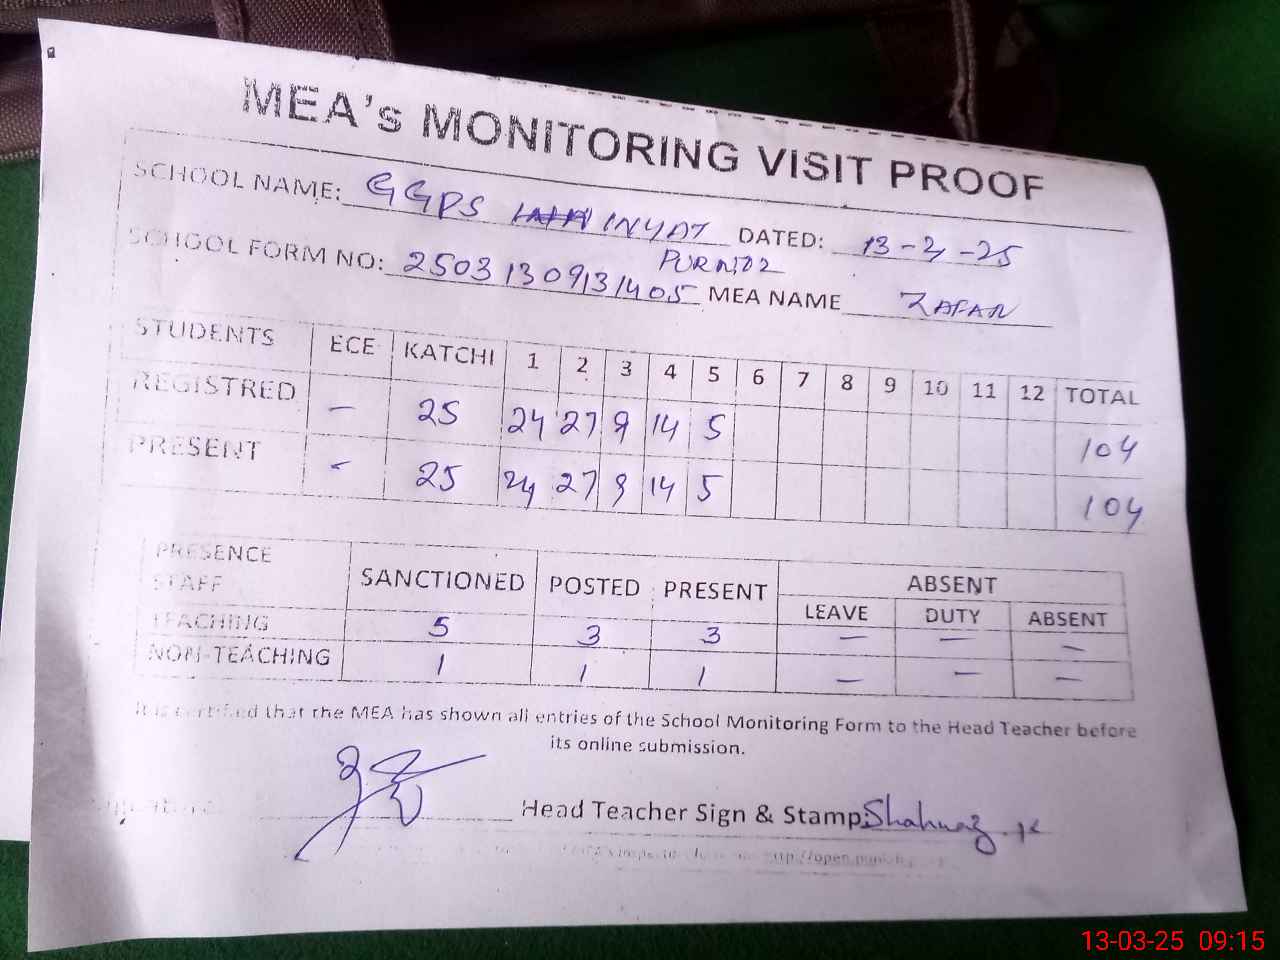 MEA's MONITORING VISIT PROOF
SCHOOL NAME: GGPS INYAT DATED: 13-3-25
SCHOOL FORM NO: 25031309131405 MEA NAME ZAFAR
STUDENTS ECE KATCHI 1 2 3 4 5 6 7 8 9 10 11 12 TOTAL
REGISTRED - 25 24 27 9 14 5 104
PRESENT - 25 24 27 9 14 5 104
PRESENCE STAFF SANCTIONED POSTED PRESENT ABSENT
LEAVE DUTY ABSENT
TEACHING 5 3 3 - - -
NON-TEACHING 1 1 1 - - -
It is certified that the MEA has shown all entries of the School Monitoring Form to the Head Teacher before
its online submission.
Head Teacher Sign & Stamp: Shahnaz
13-03-25 09:15